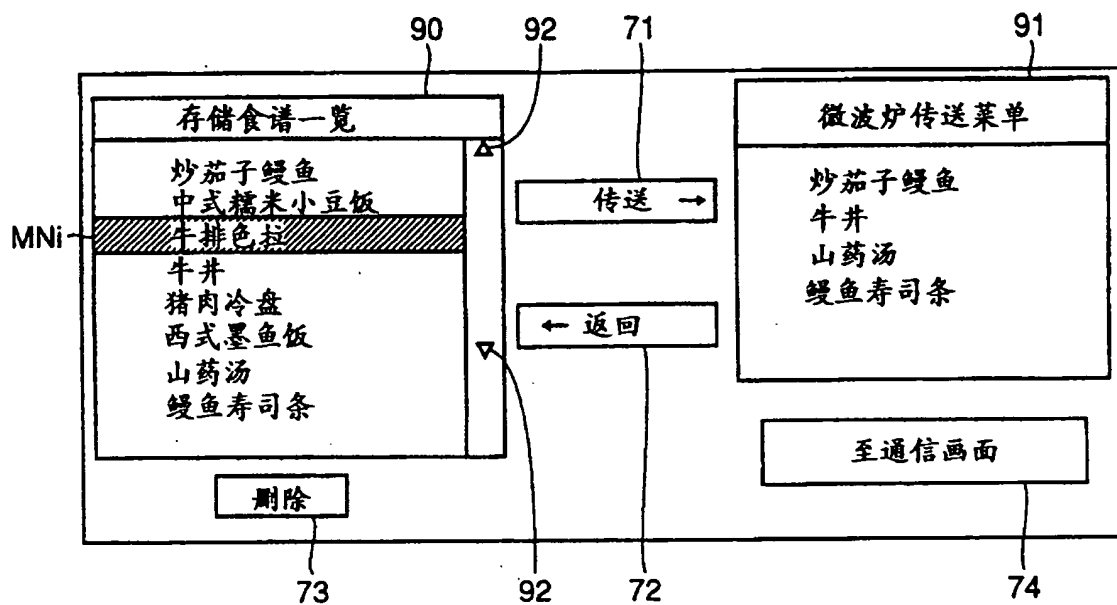 90
92
71
91
存储食谱一览
微波炉传送菜单
炒茄子鳗鱼
中式糯米小豆饭
MNi
牛排色拉
牛井
猪肉冷盘
西式墨鱼饭
山药汤
鳗鱼寿司条
传送 →
← 返回
炒茄子鳗鱼
牛井
山药汤
鳗鱼寿司条
删除
至通信画面
73
92
72
74